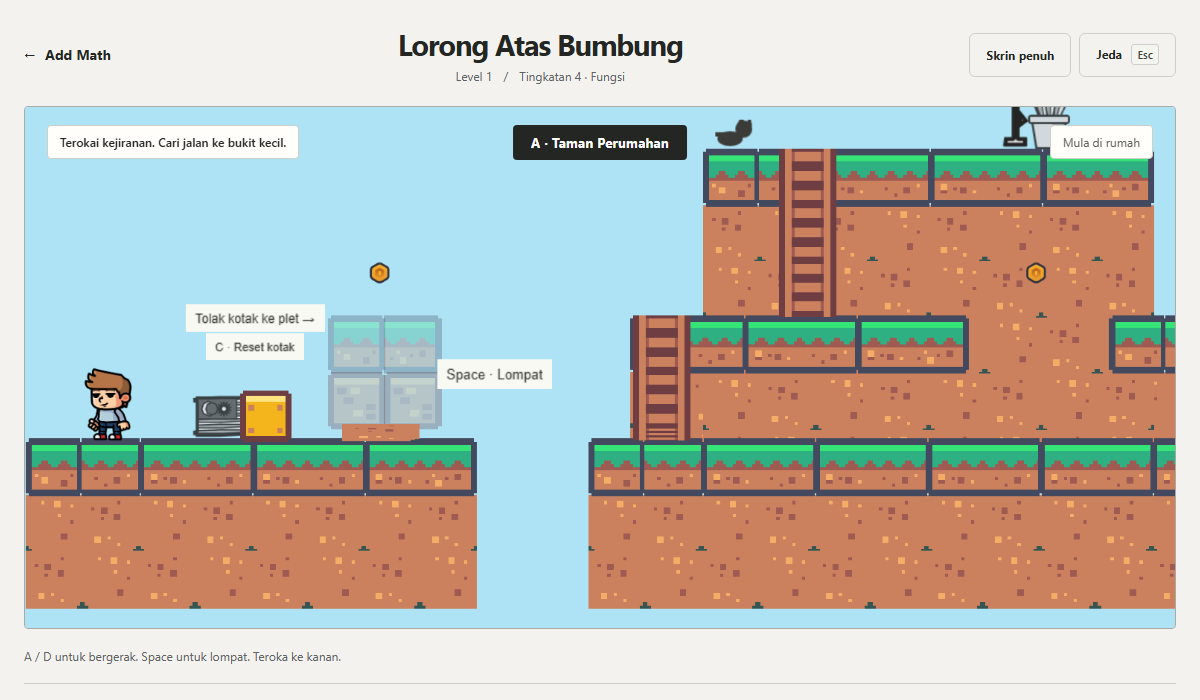 ← Add Math
Lorong Atas Bumbung
Level 1 / Tingkatan 4 · Fungsi
Skrin penuh
Jeda Esc
Terokai kejiranan. Cari jalan ke bukit kecil.
A · Taman Perumahan
Mula di rumah
Tolak kotak ke plet →
C · Reset kotak
Space · Lompat
A / D untuk bergerak. Space untuk lompat. Teroka ke kanan.